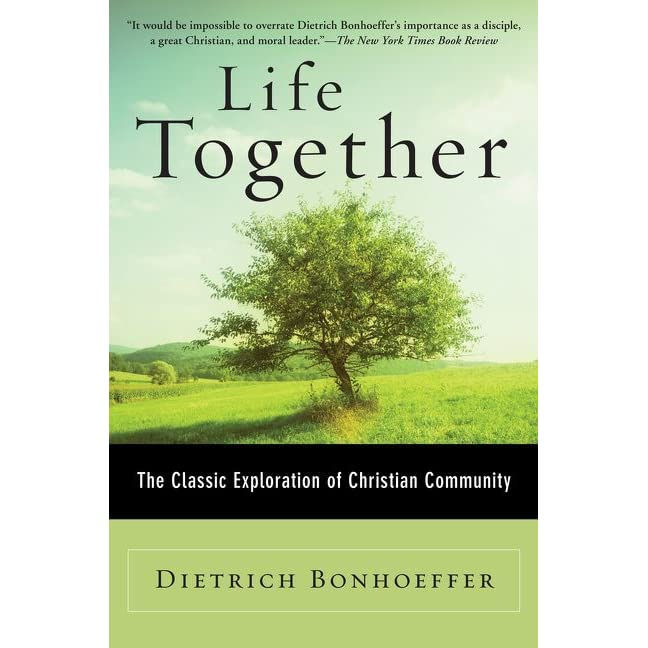 “It would be impossible to overrate Dietrich Bonhoeffer’s importance as a disciple,
a great Christian, and moral leader.”—The New York Times Book Review
Life
Together
The Classic Exploration of Christian Community
Dietrich Bonhoeffer